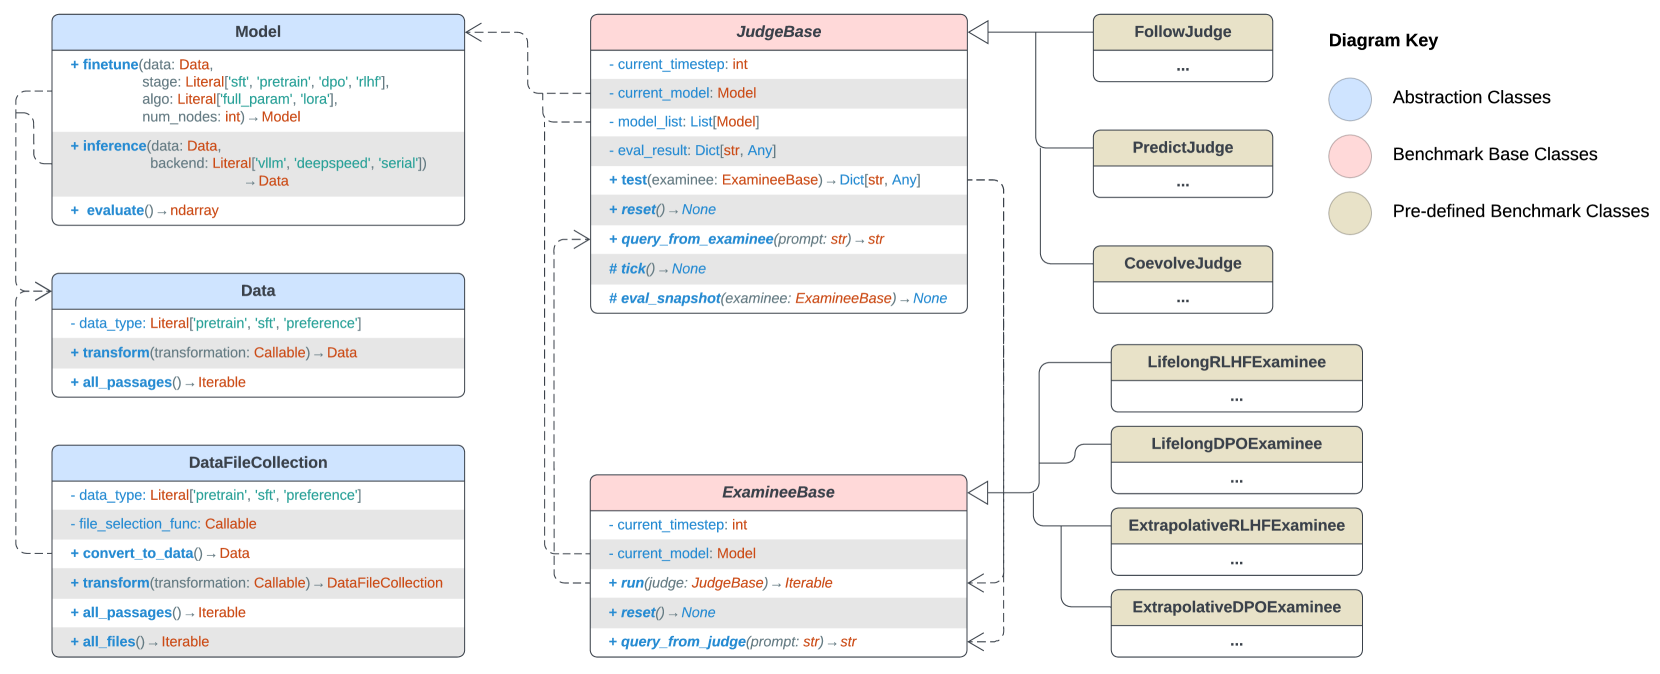 Model
+ finetune(data: Data,
stage: Literal['sft', 'pretrain', 'dpo', 'rlhf'],
algo: Literal['full_param', 'lora'],
num_nodes: int)→Model
+ inference(data: Data,
backend: Literal['vllm', 'deepspeed', 'serial'])
→Data
+ evaluate()→ndarray
Data
- data_type: Literal['pretrain', 'sft', 'preference']
+ transform(transformation: Callable)→Data
+ all_passages()→Iterable
DataFileCollection
- data_type: Literal['pretrain', 'sft', 'preference']
- file_selection_func: Callable
+ convert_to_data()→Data
+ transform(transformation: Callable)→DataFileCollection
+ all_passages()→Iterable
+ all_files()→Iterable
JudgeBase
- current_timestep: int
- current_model: Model
- model_list: List[Model]
- eval_result: Dict[str, Any]
+ test(examinee: ExamineeBase)→Dict[str, Any]
+ reset()→None
+ query_from_examinee(prompt: str)→str
# tick()→None
# eval_snapshot(examinee: ExamineeBase)→None
ExamineeBase
- current_timestep: int
- current_model: Model
+ run(judge: JudgeBase)→Iterable
+ reset()→None
+ query_from_judge(prompt: str)→str
FollowJudge
...
PredictJudge
...
CoevolveJudge
...
LifelongRLHFExaminee
...
LifelongDPOExaminee
...
ExtrapolativeRLHFExaminee
...
ExtrapolativeDPOExaminee
...
Diagram Key
Abstraction Classes
Benchmark Base Classes
Pre-defined Benchmark Classes